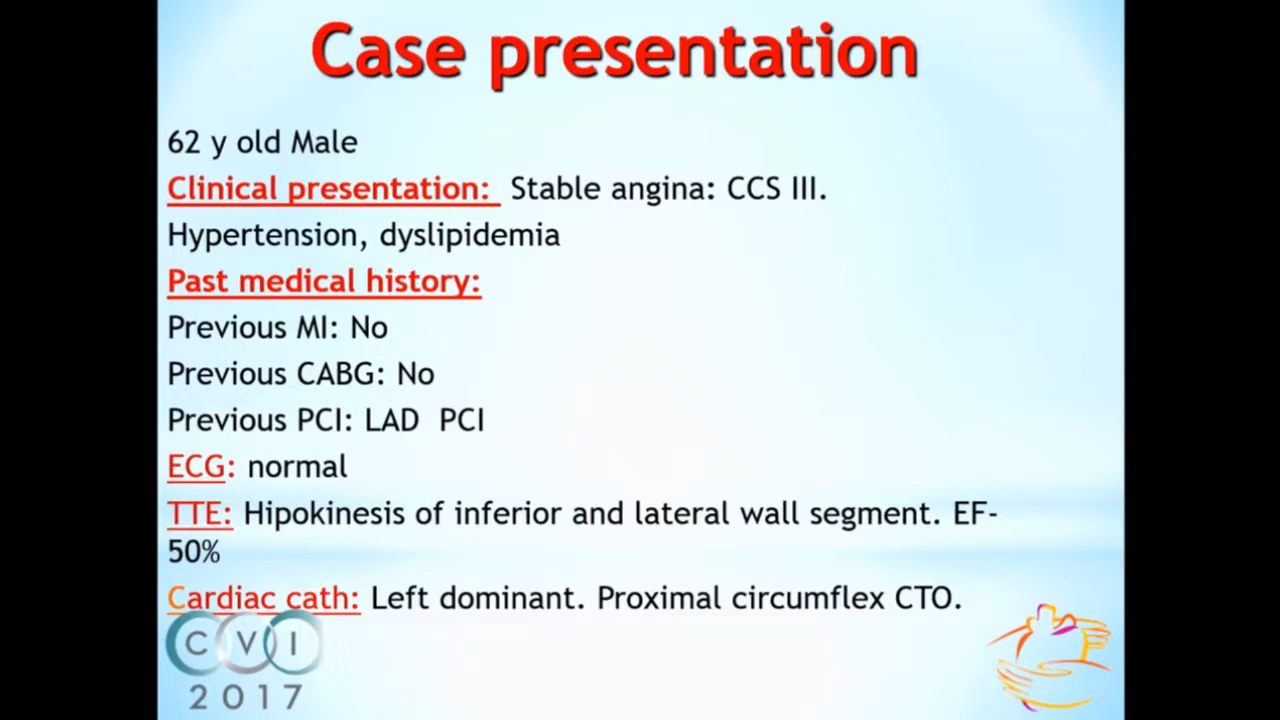 Case presentation
62 y old Male
Clinical presentation: Stable angina: CCS III.
Hypertension, dyslipidemia
Past medical history:
Previous MI: No
Previous CABG: No
Previous PCI: LAD PCI
ECG: normal
TTE: Hipokinesis of inferior and lateral wall segment. EF-
50%
Cardiac cath: Left dominant. Proximal circumflex CTO.
C V I
2017